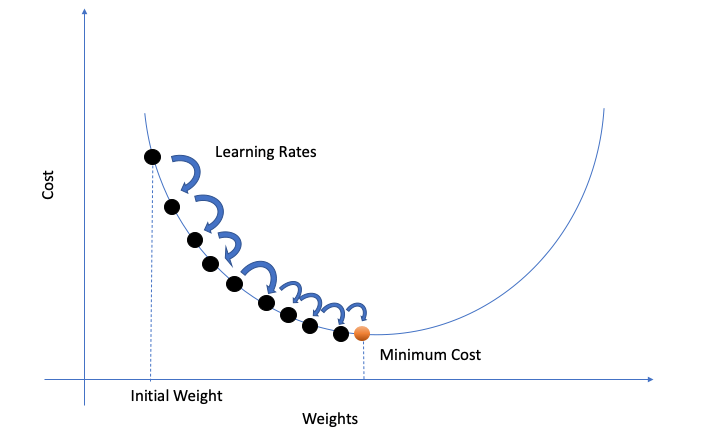 Learning Rates
Cost
Minimum Cost
Initial Weight
Weights